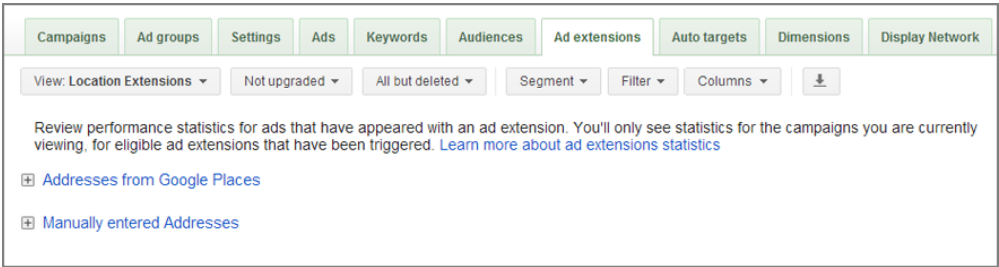 Campaigns Ad groups Settings Ads Keywords Audiences Ad extensions Auto targets Dimensions Display Network
View: Location Extensions Not upgraded All but deleted Segment Filter Columns
Review performance statistics for ads that have appeared with an ad extension. You'll only see statistics for the campaigns you are currently
viewing, for eligible ad extensions that have been triggered. Learn more about ad extensions statistics
Addresses from Google Places
Manually entered Addresses